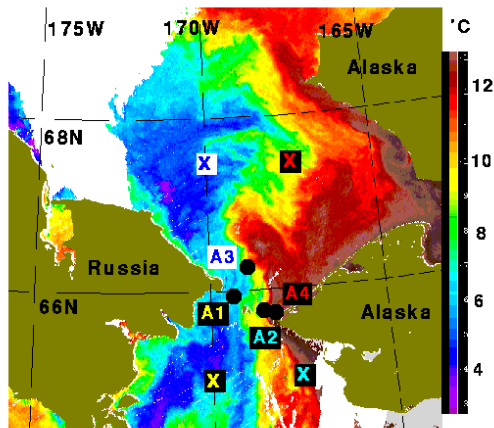 175W 170W 165W °C
Alaska
12
68N
X X
10
A3
Russia
8
A4
66N A1
Alaska
A2
6
X X
4